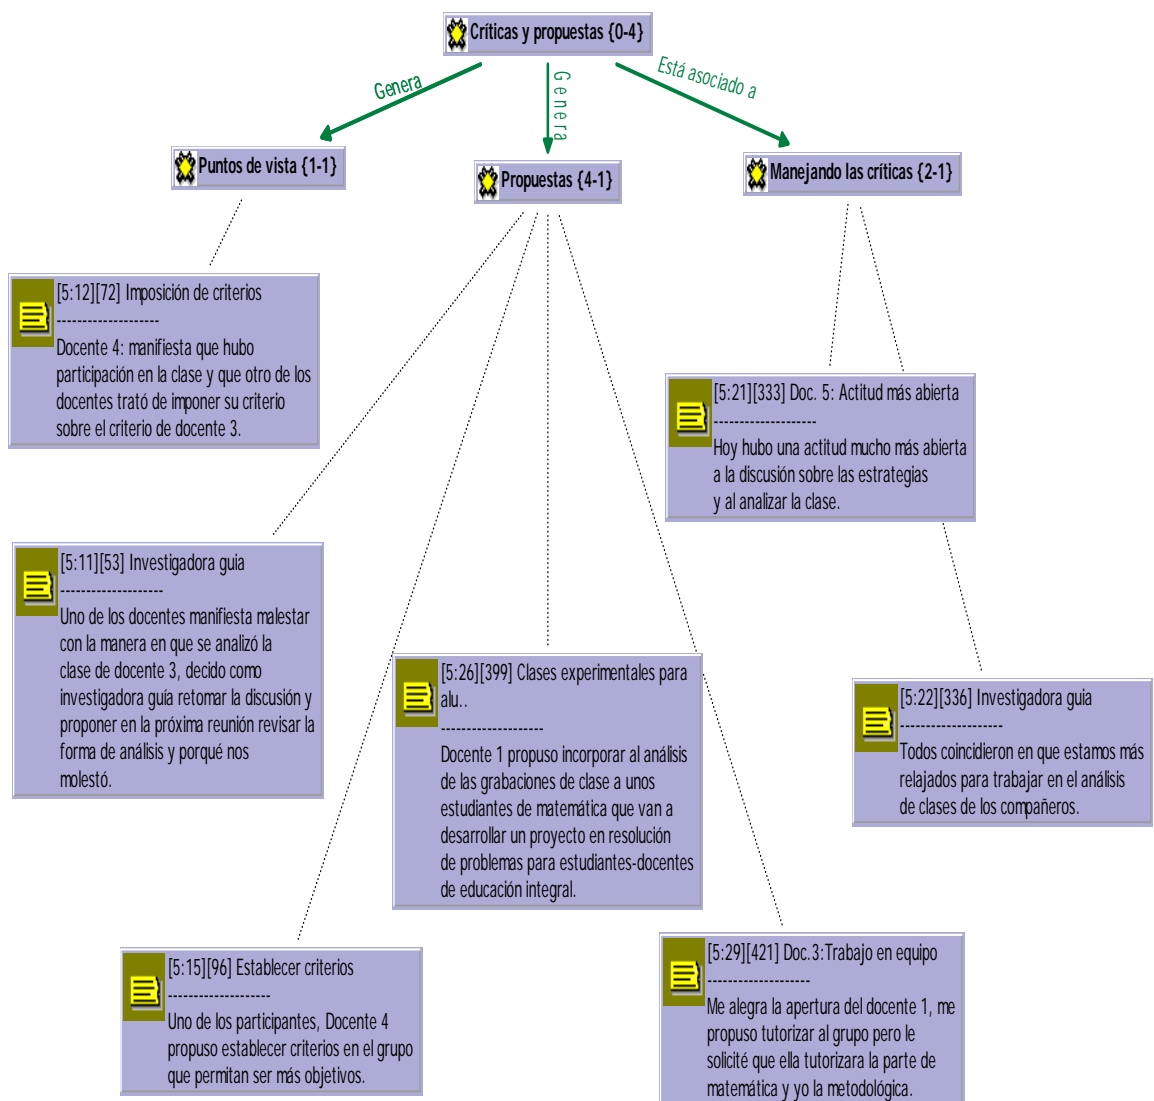 Críticas y propuestas {0-4}
Genera
Genera
Está asociado a
Puntos de vista {1-1}
Propuestas {4-1}
Manejando las críticas {2-1}
[5:12][72] Imposición de criterios
--------------------
Docente 4: manifiesta que hubo
participación en la clase y que otro de los
docentes trató de imponer su criterio
sobre el criterio de docente 3.
[5:21][333] Doc. 5: Actitud más abierta
--------------------
Hoy hubo una actitud mucho más abierta
a la discusión sobre las estrategias
y al analizar la clase.
[5:11][53] Investigadora guia
--------------------
Uno de los docentes manifiesta malestar
con la manera en que se analizó la
clase de docente 3, decido como
investigadora guía retomar la discusión y
proponer en la próxima reunión revisar la
forma de análisis y porqué nos
molestó.
[5:26][399] Clases experimentales para
alu..
--------------------
Docente 1 propuso incorporar al análisis
de las grabaciones de clase a unos
estudiantes de matemática que van a
desarrollar un proyecto en resolución
de problemas para estudiantes-docentes
de educación integral.
[5:22][336] Investigadora guia
--------------------
Todos coincidieron en que estamos más
relajados para trabajar en el análisis
de clases de los compañeros.
[5:15][96] Establecer criterios
--------------------
Uno de los participantes, Docente 4
propuso establecer criterios en el grupo
que permitan ser más objetivos.
[5:29][421] Doc.3:Trabajo en equipo
--------------------
Me alegra la apertura del docente 1, me
propuso tutorizar al grupo pero le
solicité que ella tutorizara la parte de
matemática y yo la metodológica.